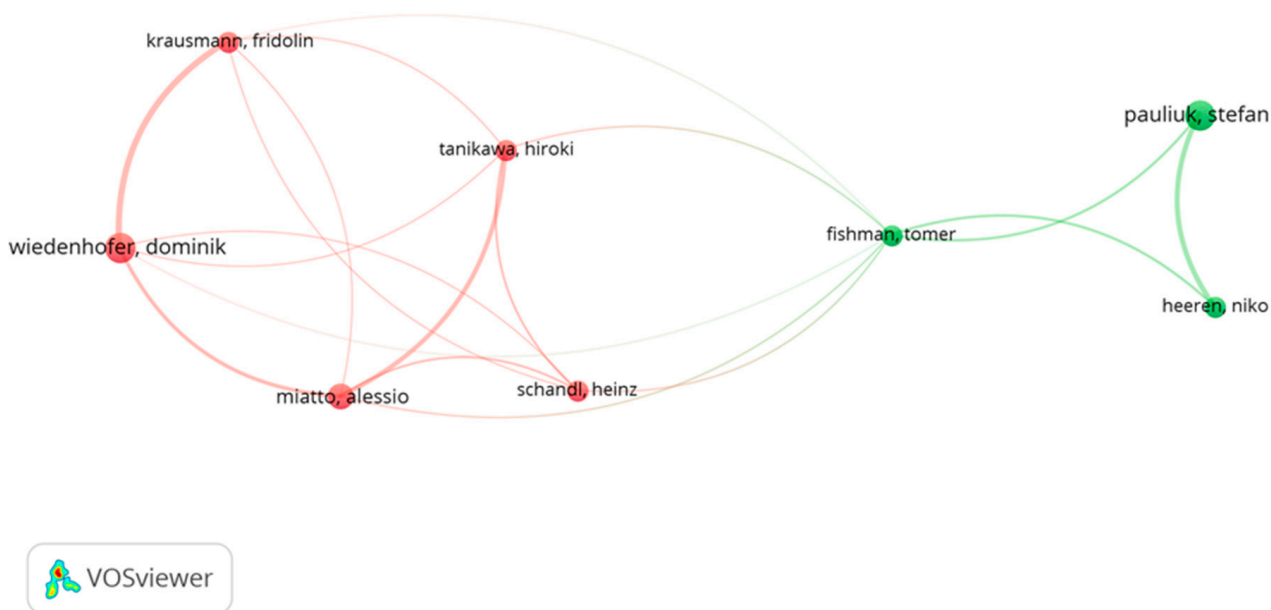 krausmann, fridolin
pauliuk, stefan
tanikawa, hiroki
fishman, tomer
wiedenhofer, dominik
heeren, niko
schandl, heinz
miatto, alessio
VOSviewer